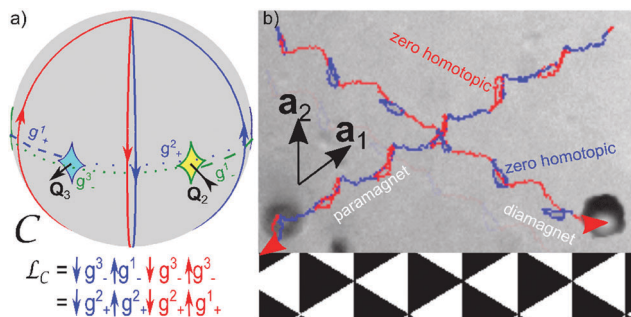 a)
g¹₊
g³₋
g²₊
g¹₋
Q₃
Q₂
C
ℒ_C = ↓g³₋↑g¹₋↓g³₋↑g³₋
= ↓g²₊↑g²₊↓g²₊↑g¹₊
b)
zero homotopic
a₂
a₁
zero homotopic
paramagnet
diamagnet